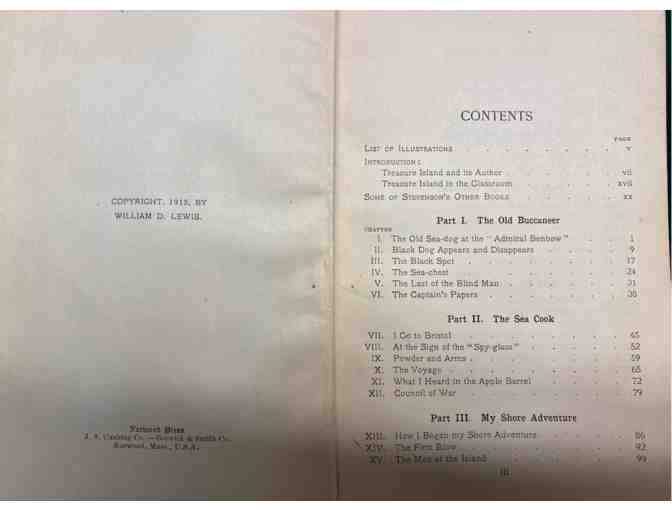 COPYRIGHT, 1915, BY
WILLIAM D. LEWIS.
Norwood Press
J. S. Cushing Co. — Berwick & Smith Co.
Norwood, Mass., U.S.A.
CONTENTS
PAGE
LIST OF ILLUSTRATIONS . . . . . . . v
INTRODUCTION:
Treasure Island and its Author . . . . . vii
Treasure Island in the Classroom . . . . . xvii
SOME OF STEVENSON'S OTHER BOOKS . . . . xx
Part I. The Old Buccaneer
CHAPTER
I. The Old Sea-dog at the "Admiral Benbow" . . 1
II. Black Dog Appears and Disappears . . . . 9
III. The Black Spot . . . . . . . 17
IV. The Sea-chest . . . . . . . 24
V. The Last of the Blind Man . . . . . 31
VI. The Captain's Papers . . . . . . 38
Part II. The Sea Cook
VII. I Go to Bristol . . . . . . . 45
VIII. At the Sign of the "Spy-glass" . . . . . 52
IX. Powder and Arms . . . . . . . 59
X. The Voyage . . . . . . . 65
XI. What I Heard in the Apple Barrel . . . . 72
XII. Council of War . . . . . . . 79
Part III. My Shore Adventure
XIII. How I Began my Shore Adventure . . . . 86
XIV. The First Blow . . . . . . . 92
XV. The Man of the Island . . . . . . 99
iii